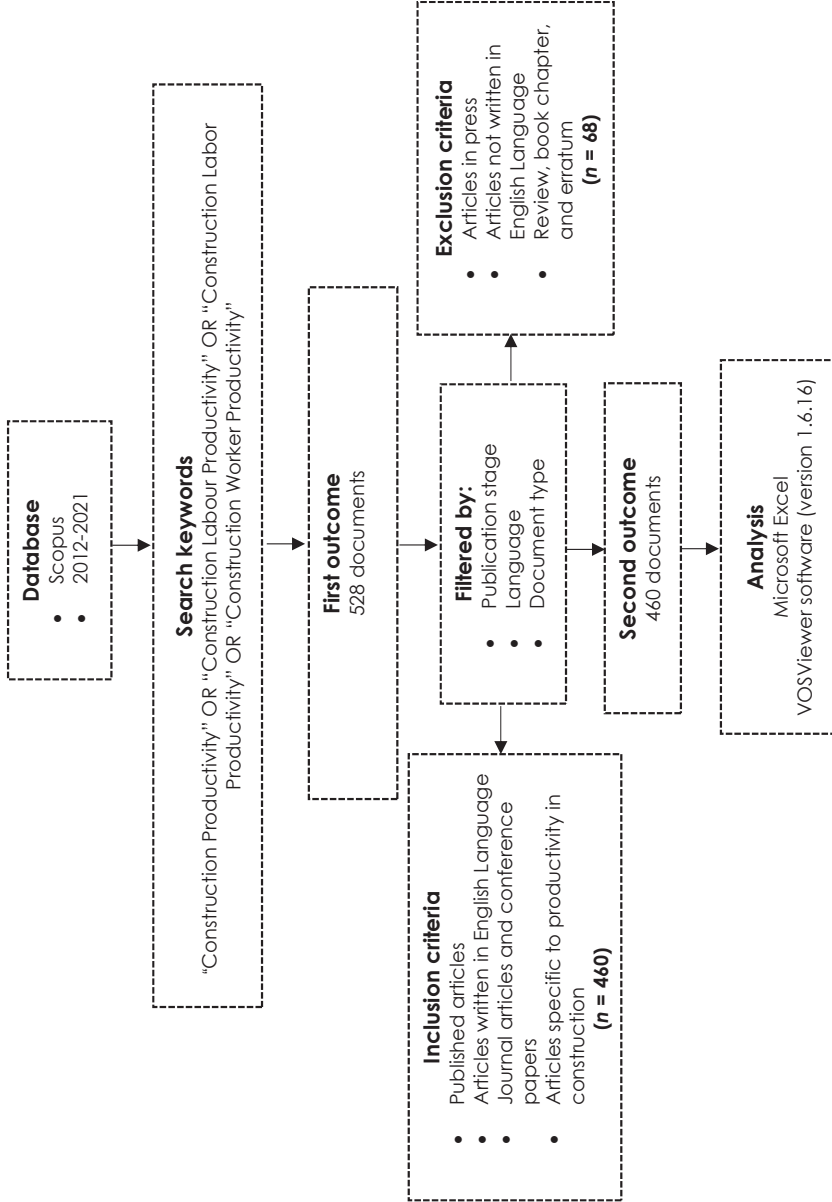 Database
• Scopus
• 2012-2021
Search keywords
"Construction Productivity" OR "Construction Labour Productivity" OR "Construction Labor
Productivity" OR "Construction Worker Productivity"
First outcome
528 documents
Filtered by:
• Publication stage
• Language
• Document type
Inclusion criteria
• Published articles
• Articles written in English Language
• Journal articles and conference
papers
• Articles specific to productivity in
construction
(n = 460)
Exclusion criteria
• Articles in press
• Articles not written in
English Language
• Review, book chapter,
and erratum
(n = 68)
Second outcome
460 documents
Analysis
Microsoft Excel
VOSViewer software (version 1.6.16)